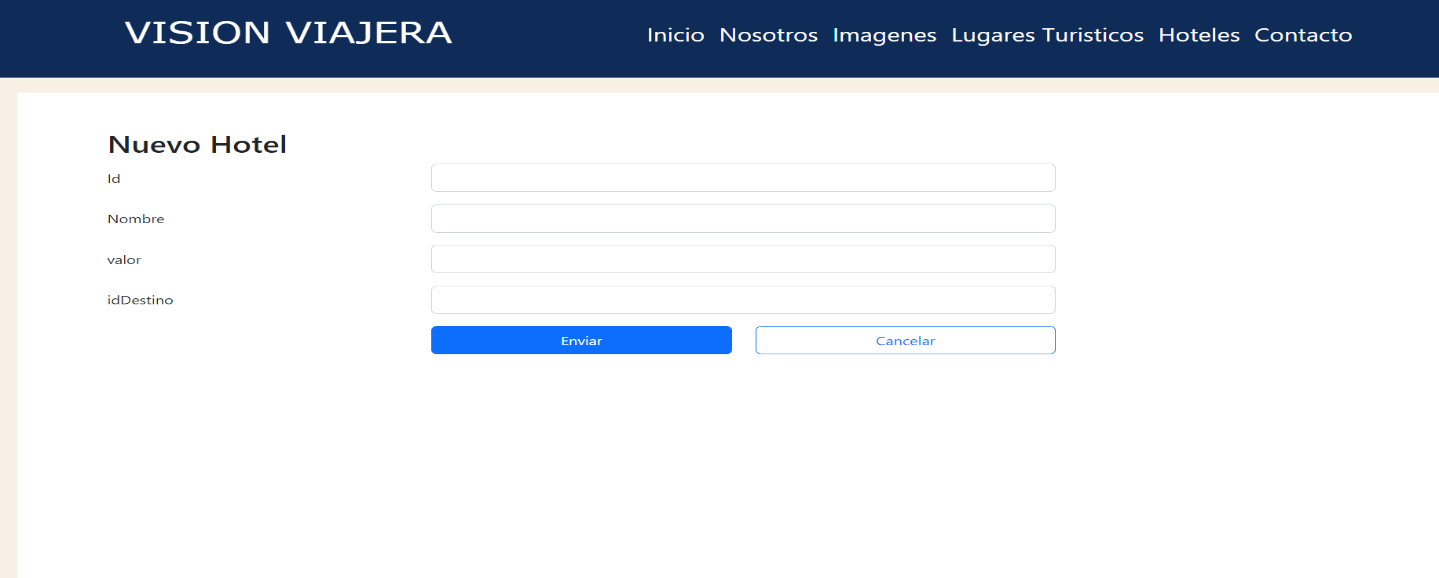 VISION VIAJERA
Inicio Nosotros Imagenes Lugares Turisticos Hoteles Contacto
Nuevo Hotel
Id
Nombre
valor
idDestino
Enviar Cancelar